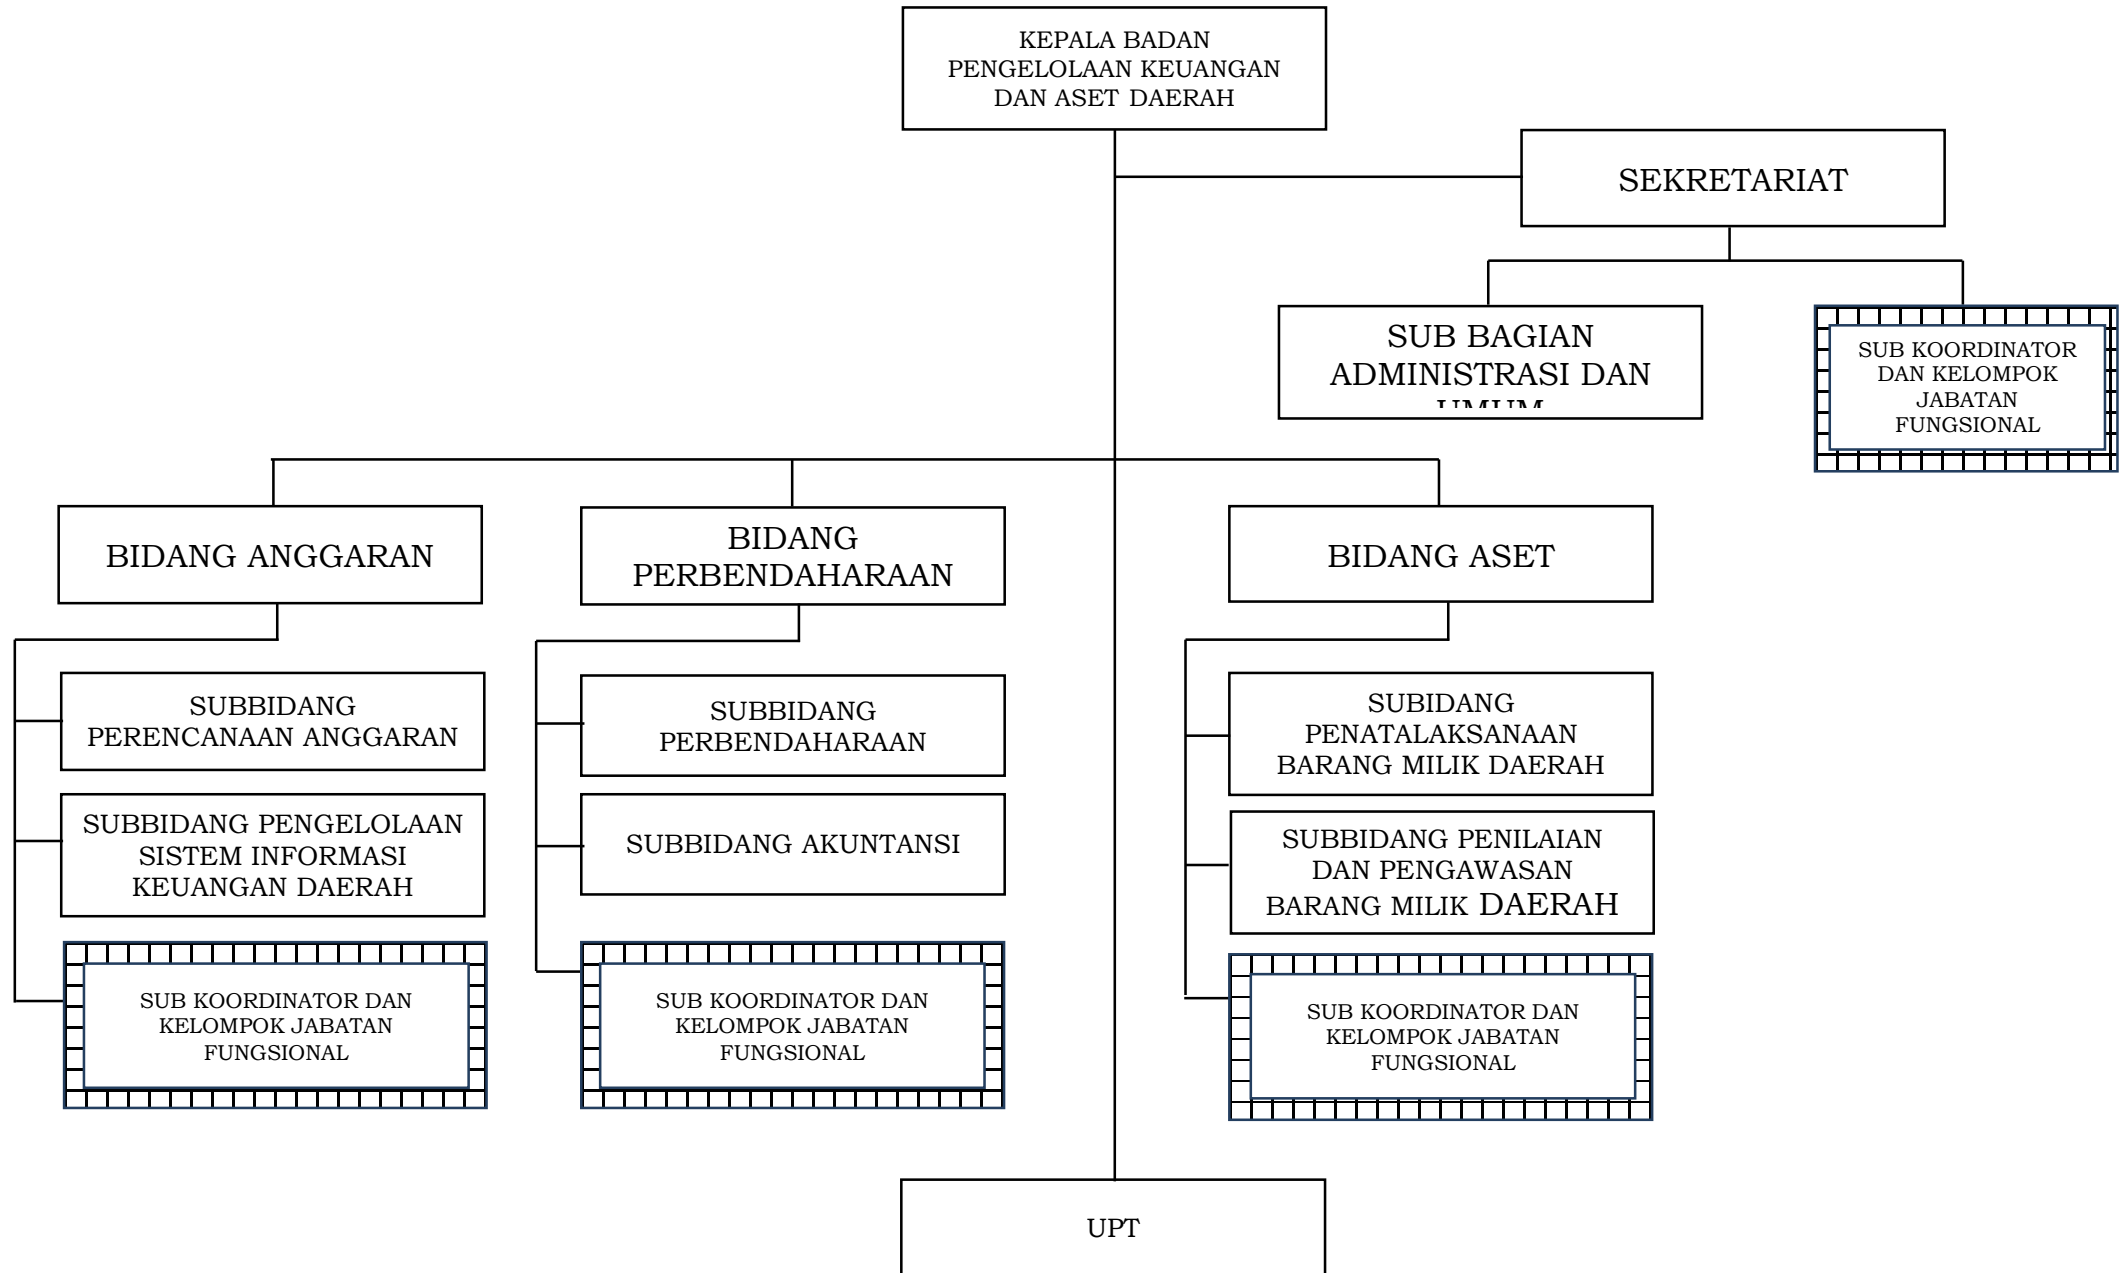 KEPALA BADAN
PENGELOLAAN KEUANGAN
DAN ASET DAERAH
SEKRETARIAT
SUB BAGIAN
ADMINISTRASI DAN
UMUM
SUB KOORDINATOR
DAN KELOMPOK
JABATAN
FUNGSIONAL
BIDANG ANGGARAN
BIDANG
PERBENDAHARAAN
BIDANG ASET
SUBBIDANG
PERENCANAAN ANGGARAN
SUBBIDANG PENGELOLAAN
SISTEM INFORMASI
KEUANGAN DAERAH
SUB KOORDINATOR DAN
KELOMPOK JABATAN
FUNGSIONAL
SUBBIDANG
PERBENDAHARAAN
SUBBIDANG AKUNTANSI
SUB KOORDINATOR DAN
KELOMPOK JABATAN
FUNGSIONAL
SUBIDANG
PENATALAKSANAAN
BARANG MILIK DAERAH
SUBBIDANG PENILAIAN
DAN PENGAWASAN
BARANG MILIK DAERAH
SUB KOORDINATOR DAN
KELOMPOK JABATAN
FUNGSIONAL
UPT